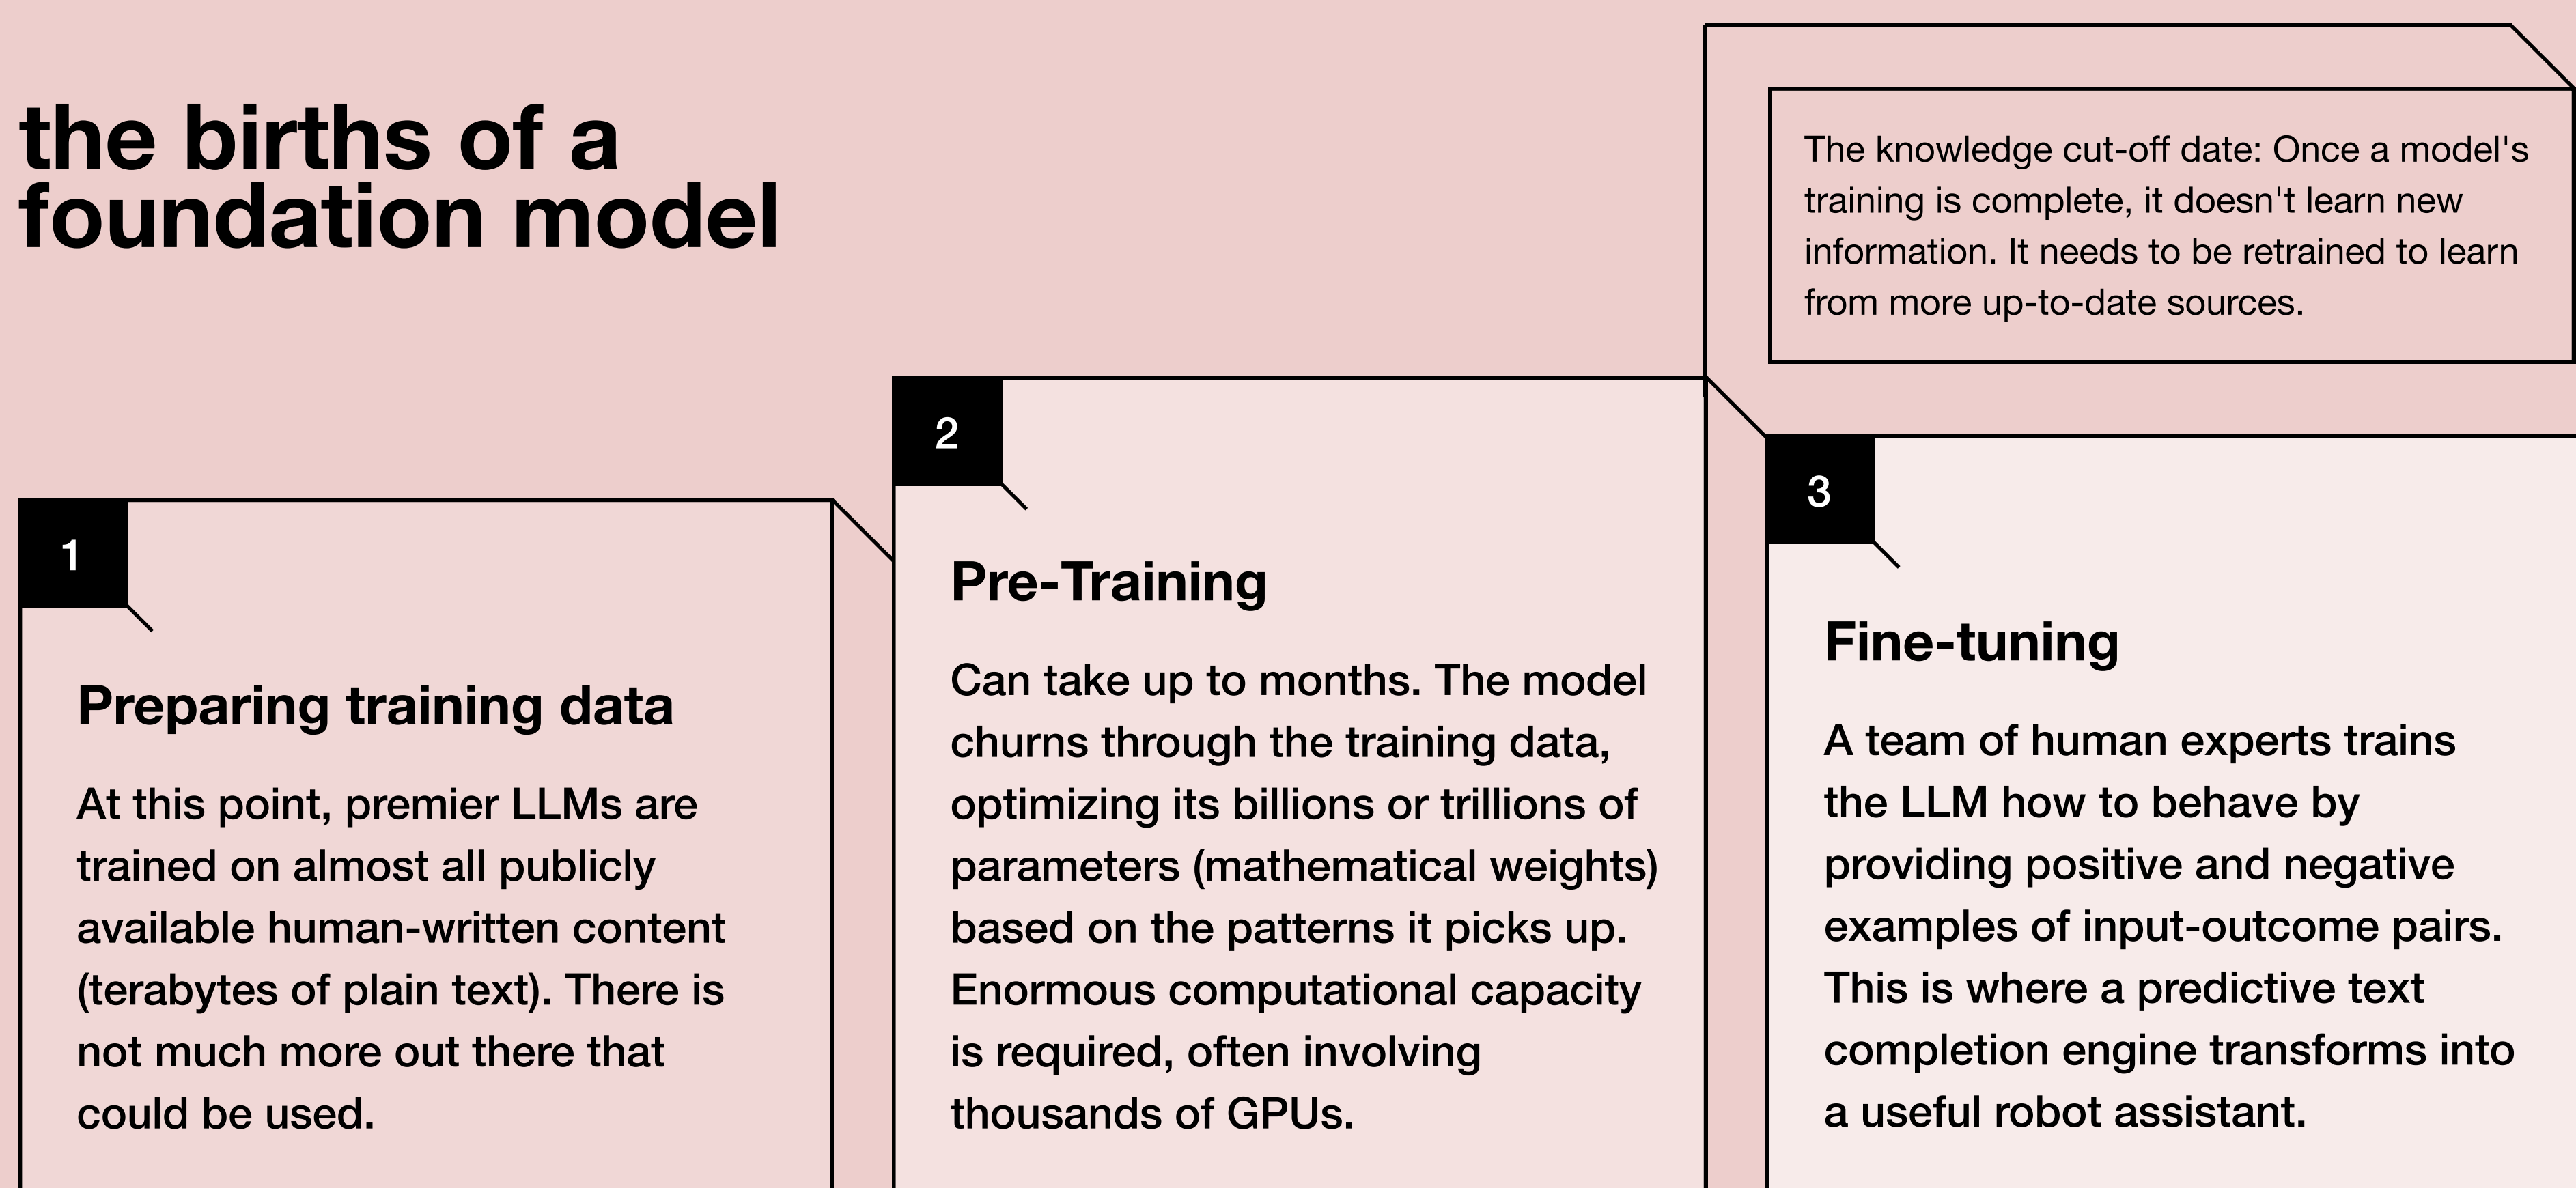 the births of a
foundation model
The knowledge cut-off date: Once a model's
training is complete, it doesn't learn new
information. It needs to be retrained to learn
from more up-to-date sources.
1
Preparing training data
At this point, premier LLMs are
trained on almost all publicly
available human-written content
(terabytes of plain text). There is
not much more out there that
could be used.
2
Pre-Training
Can take up to months. The model
churns through the training data,
optimizing its billions or trillions of
parameters (mathematical weights)
based on the patterns it picks up.
Enormous computational capacity
is required, often involving
thousands of GPUs.
3
Fine-tuning
A team of human experts trains
the LLM how to behave by
providing positive and negative
examples of input-outcome pairs.
This is where a predictive text
completion engine transforms into
a useful robot assistant.